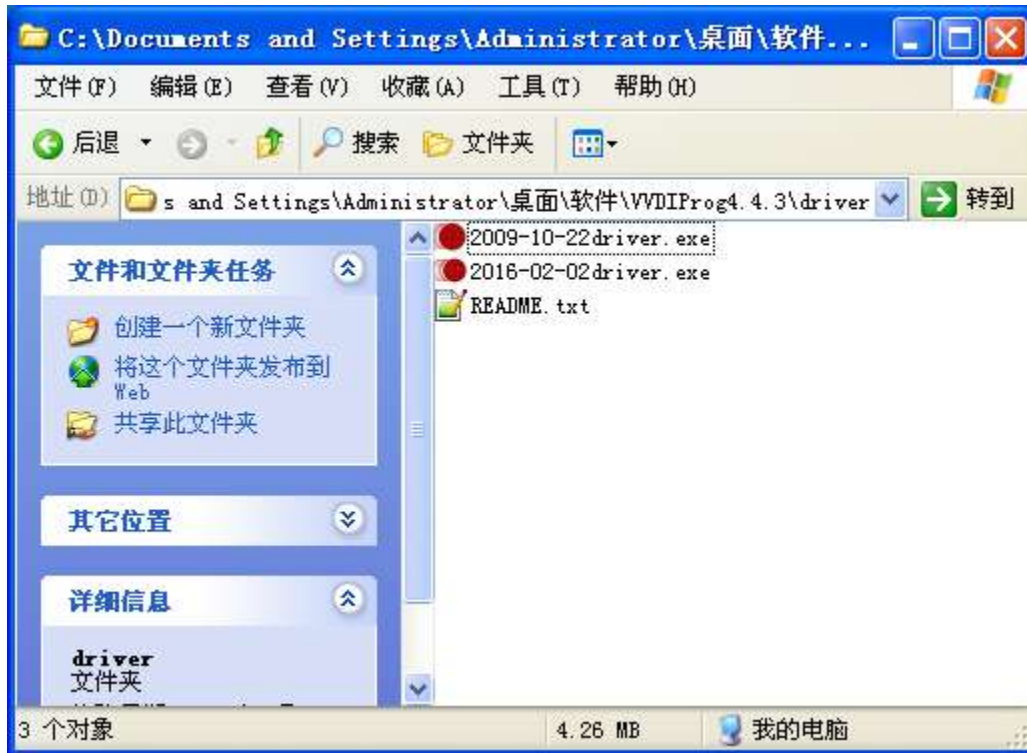 C:\Documents and Settings\Administrator\桌面\软件...
文件(F) 编辑(E) 查看(V) 收藏(A) 工具(T) 帮助(H)
后退 搜索 文件夹
地址(D) s and Settings\Administrator\桌面\软件\VVDIProg4.4.3\driver 转到
文件和文件夹任务
创建一个新文件夹
将这个文件夹发布到
Web
共享此文件夹
其它位置
详细信息
driver
文件夹
2009-10-22driver.exe
2016-02-02driver.exe
README.txt
3 个对象 4.26 MB 我的电脑